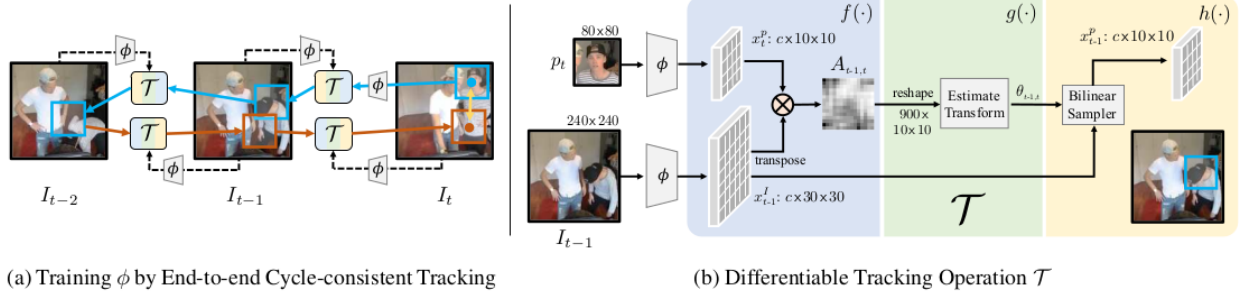 ϕ
ϕ
𝒯
𝒯
ϕ
𝒯
𝒯
ϕ
ϕ
I_{t−2}
I_{t−1}
I_t
(a) Training ϕ by End-to-end Cycle-consistent Tracking
f(·)
g(·)
h(·)
80×80
p_t
ϕ
x_t^p: c×10×10
A_{t-1,t}
x_{t-1}^p: c×10×10
reshape
900×
10×10
Estimate
Transform
θ_{t-1,t}
Bilinear
Sampler
⊗
240×240
transpose
ϕ
x_{t-1}^I: c×30×30
𝒯
I_{t−1}
(b) Differentiable Tracking Operation 𝒯